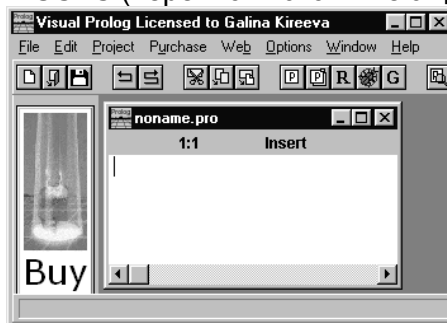 Visual Prolog Licensed to Galina Kireeva
File Edit Project Purchase Web Options Window Help
P P R G
noname.pro
1:1 Insert
Buy